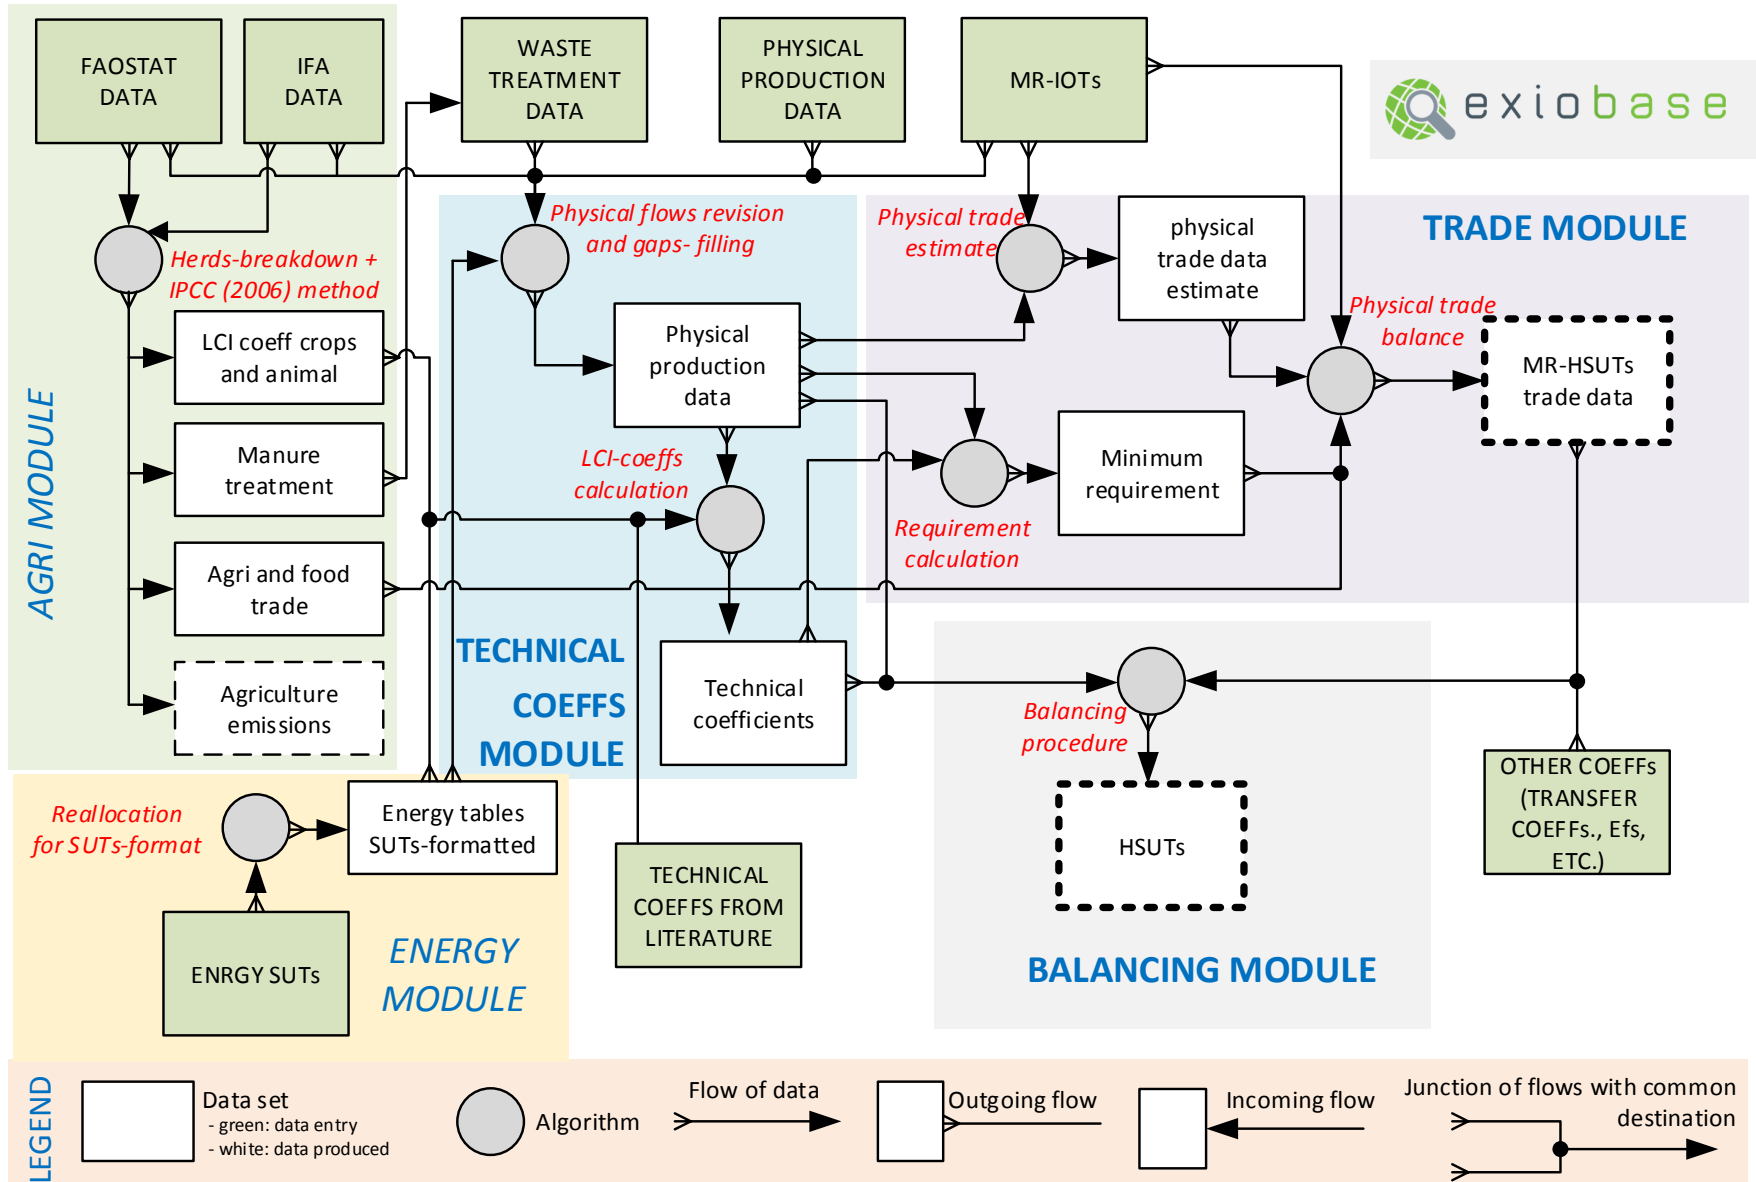 FAOSTAT
DATA
IFA
DATA
WASTE
TREATMENT
DATA
PHYSICAL
PRODUCTION
DATA
MR-IOTs
exiobase
Herds-breakdown +
IPCC (2006) method
LCI coeff crops
and animal
Manure
treatment
Agri and food
trade
Agriculture
emissions
AGRI MODULE
Physical flows revision
and gaps- filling
Physical
production
data
LCI-coeffs
calculation
Technical
coefficients
TECHNICAL
COEFFS
MODULE
TRADE MODULE
Physical trade
estimate
physical
trade data
estimate
Physical trade
balance
MR-HSUTs
trade data
Minimum
requirement
Requirement
calculation
Balancing
procedure
HSUTs
BALANCING MODULE
OTHER COEFFs
(TRANSFER
COEFFs., Efs,
ETC.)
Reallocation
for SUTs-format
Energy tables
SUTs-formatted
ENRGY SUTs
ENERGY
MODULE
TECHNICAL
COEFFS FROM
LITERATURE
LEGEND
Data set
- green: data entry
- white: data produced
Algorithm
Flow of data
Outgoing flow
Incoming flow
Junction of flows with common
destination